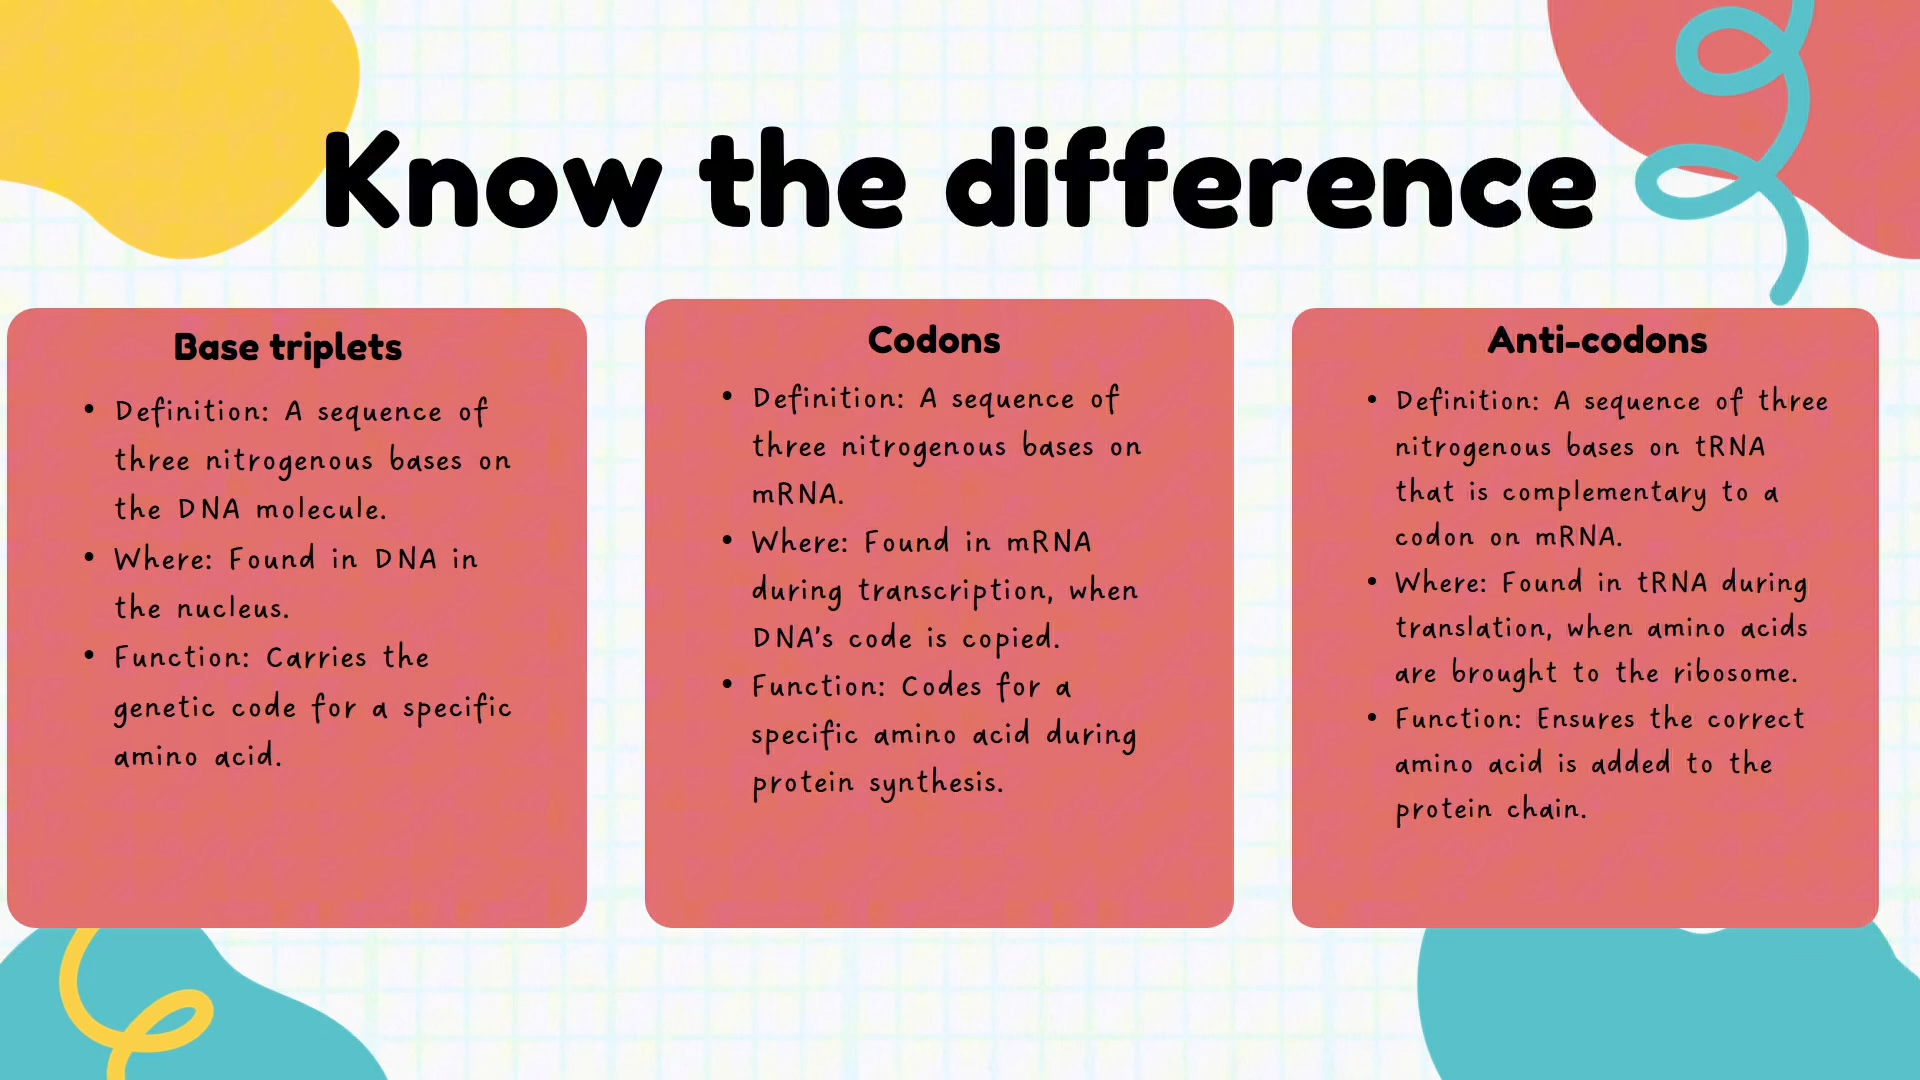 Know the difference
Base triplets
• Definition: A sequence of
three nitrogenous bases on
the DNA molecule.
• Where: Found in DNA in
the nucleus.
• Function: Carries the
genetic code for a specific
amino acid.
Codons
• Definition: A sequence of
three nitrogenous bases on
mRNA.
• Where: Found in mRNA
during transcription, when
DNA's code is copied.
• Function: Codes for a
specific amino acid during
protein synthesis.
Anti-codons
• Definition: A sequence of three
nitrogenous bases on tRNA
that is complementary to a
codon on mRNA.
• Where: Found in tRNA during
translation, when amino acids
are brought to the ribosome.
• Function: Ensures the correct
amino acid is added to the
protein chain.